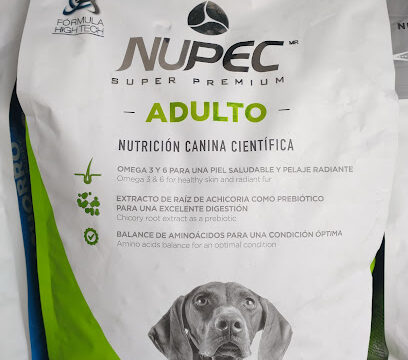 FORMULA
HIGH TECH
NUPEC MR
SUPER PREMIUM
ADULTO
NUTRICIÓN CANINA CIENTÍFICA
OMEGA 3 Y 6 PARA UNA PIEL SALUDABLE Y PELAJE RADIANTE
Omega 3 & 6 for healthy skin and radiant fur
EXTRACTO DE RAÍZ DE ACHICORIA COMO PREBIÓTICO
PARA UNA EXCELENTE DIGESTIÓN
Chicory root extract as a prebiotic
BALANCE DE AMINOÁCIDOS PARA UNA CONDICIÓN ÓPTIMA
Amino acids balance for an optimal condition
ORRO